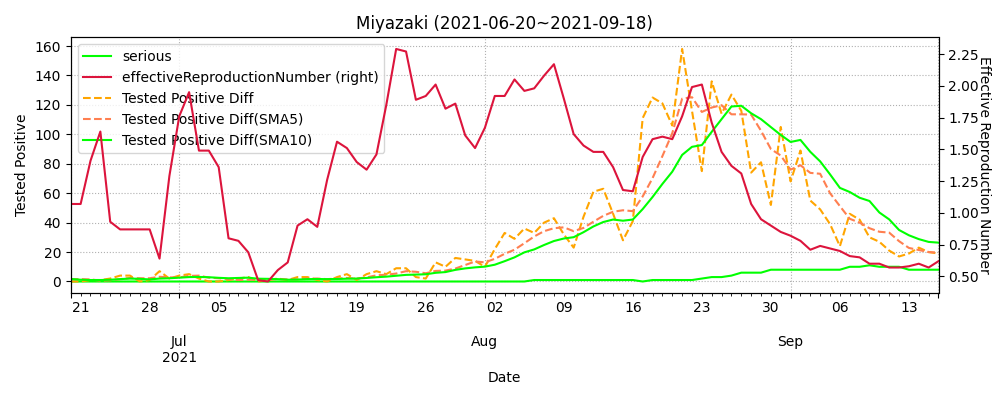 Miyazaki (2021-06-20~2021-09-18)
serious
effectiveReproductionNumber (right)
Tested Positive Diff
Tested Positive Diff(SMA5)
Tested Positive Diff(SMA10)
Tested Positive
160
140
120
100
80
60
40
20
0
2.25
2.00
1.75
1.50
1.25
1.00
0.75
0.50
Effective Reproduction Number
21 28 05 12 19 26 02 09 16 23 30 06 13
Jul Aug Sep
2021
Date